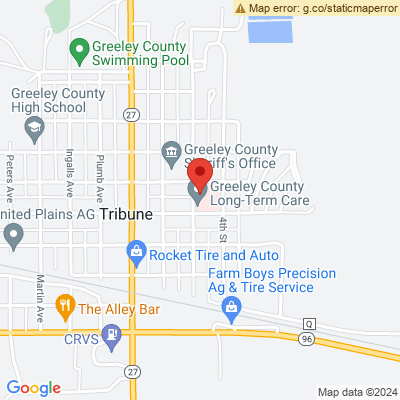 Map error: g.co/staticmaperror
Greeley County
Swimming Pool
Greeley County
High School
27
Greeley County
Sheriff's Office
Peters Ave
Ingalls Ave
Plumb Ave
Greeley County
Long-Term Care
United Plains AG
Tribune
4th St
Rocket Tire and Auto
Farm Boys Precision
Ag & Tire Service
Martin Ave
The Alley Bar
Q
CRVS
96
27
Google
Map data ©2024